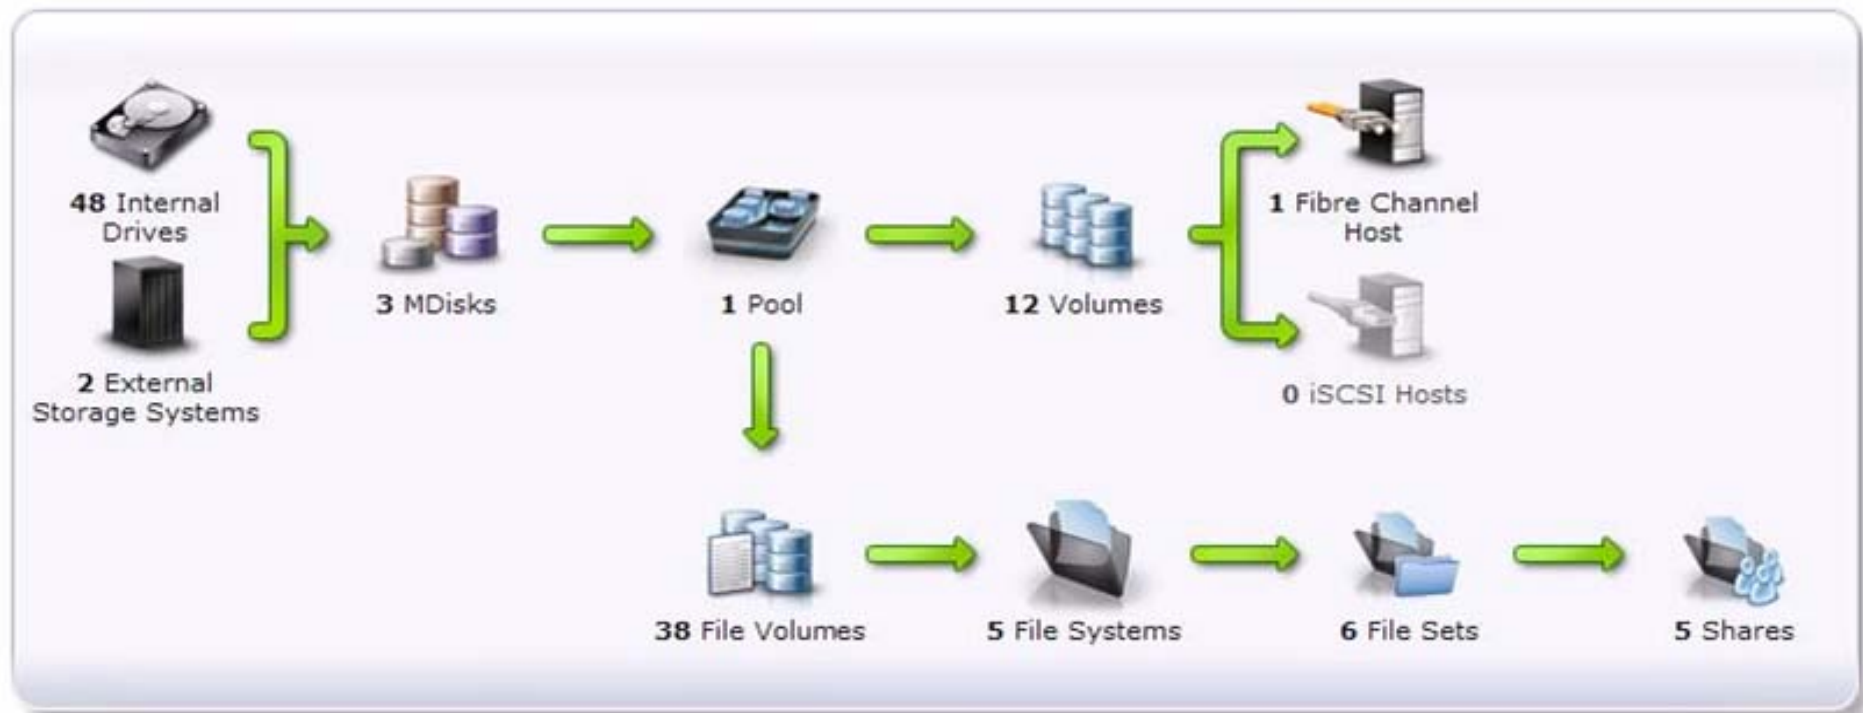 48 Internal
Drives
2 External
Storage Systems
3 MDisks
1 Pool
12 Volumes
1 Fibre Channel
Host
0 iSCSI Hosts
38 File Volumes
5 File Systems
6 File Sets
5 Shares